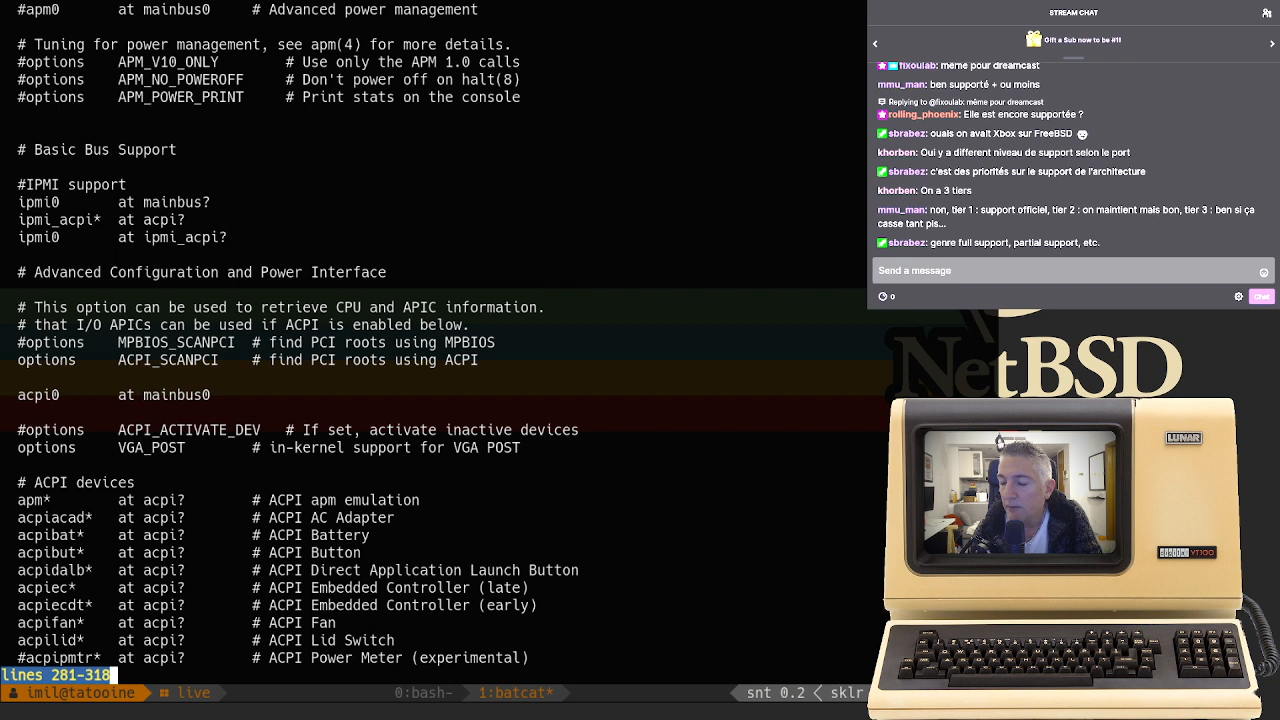 #apm0      at mainbus0     # Advanced power management
# Tuning for power management, see apm(4) for more details.
#options    APM_V10_ONLY        # Use only the APM 1.0 calls
#options    APM_NO_POWEROFF     # Don't power off on halt(8)
#options    APM_POWER_PRINT     # Print stats on the console
# Basic Bus Support
#IPMI support
ipmi0       at mainbus?
ipmi_acpi*  at acpi?
ipmi0       at ipmi_acpi?
# Advanced Configuration and Power Interface
# This option can be used to retrieve CPU and APIC information.
# that I/O APICs can be used if ACPI is enabled below.
#options    MPBIOS_SCANPCI  # find PCI roots using MPBIOS
options     ACPI_SCANPCI    # find PCI roots using ACPI
acpi0       at mainbus0
#options    ACPI_ACTIVATE_DEV   # If set, activate inactive devices
options     VGA_POST        # in-kernel support for VGA POST
# ACPI devices
apm*        at acpi?        # ACPI apm emulation
acpiacad*   at acpi?        # ACPI AC Adapter
acpibat*    at acpi?        # ACPI Battery
acpibut*    at acpi?        # ACPI Button
acpidalb*   at acpi?        # ACPI Direct Application Launch Button
acpiec*     at acpi?        # ACPI Embedded Controller (late)
acpiecdt*   at acpi?        # ACPI Embedded Controller (early)
acpifan*    at acpi?        # ACPI Fan
acpilid*    at acpi?        # ACPI Lid Switch
#acpipmtr*  at acpi?        # ACPI Power Meter (experimental)
lines 281-318
imil@tatooine live 0:bash- 1:batcat* snt 0.2 < sklr
STREAM CHAT
Gift a Sub now to be #1!
fixoulab: même pour dreamcast
mmu_man: ben supporté + ou moins
Replying to @fixoulab: même pour dreamcast
rolling_phoenix: Elle est encore supportée ?
sbrabez: ouais on avait Xbox sur FreeBSD
khorben: Oui y a different niveau de support selon le port
sbrabez: c'est des priorités sur le support de l'architecture
khorben: On a 3 tiers
mmu_man: non, tier 1 : support officiel, tier 2 : on maintient mais bon, tier 3 : ben si ça
casse tant pis...
sbrabez: genre full support, partial support, etc.
Send a message
0
Chat
NetBSD
LUNAR
digital VT100